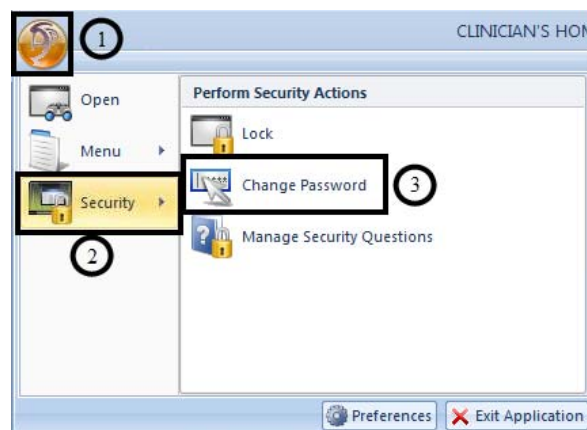 1
CLINICIAN'S HOM
Open
Menu
Security
2
Perform Security Actions
Lock
Change Password
3
Manage Security Questions
Preferences
Exit Application